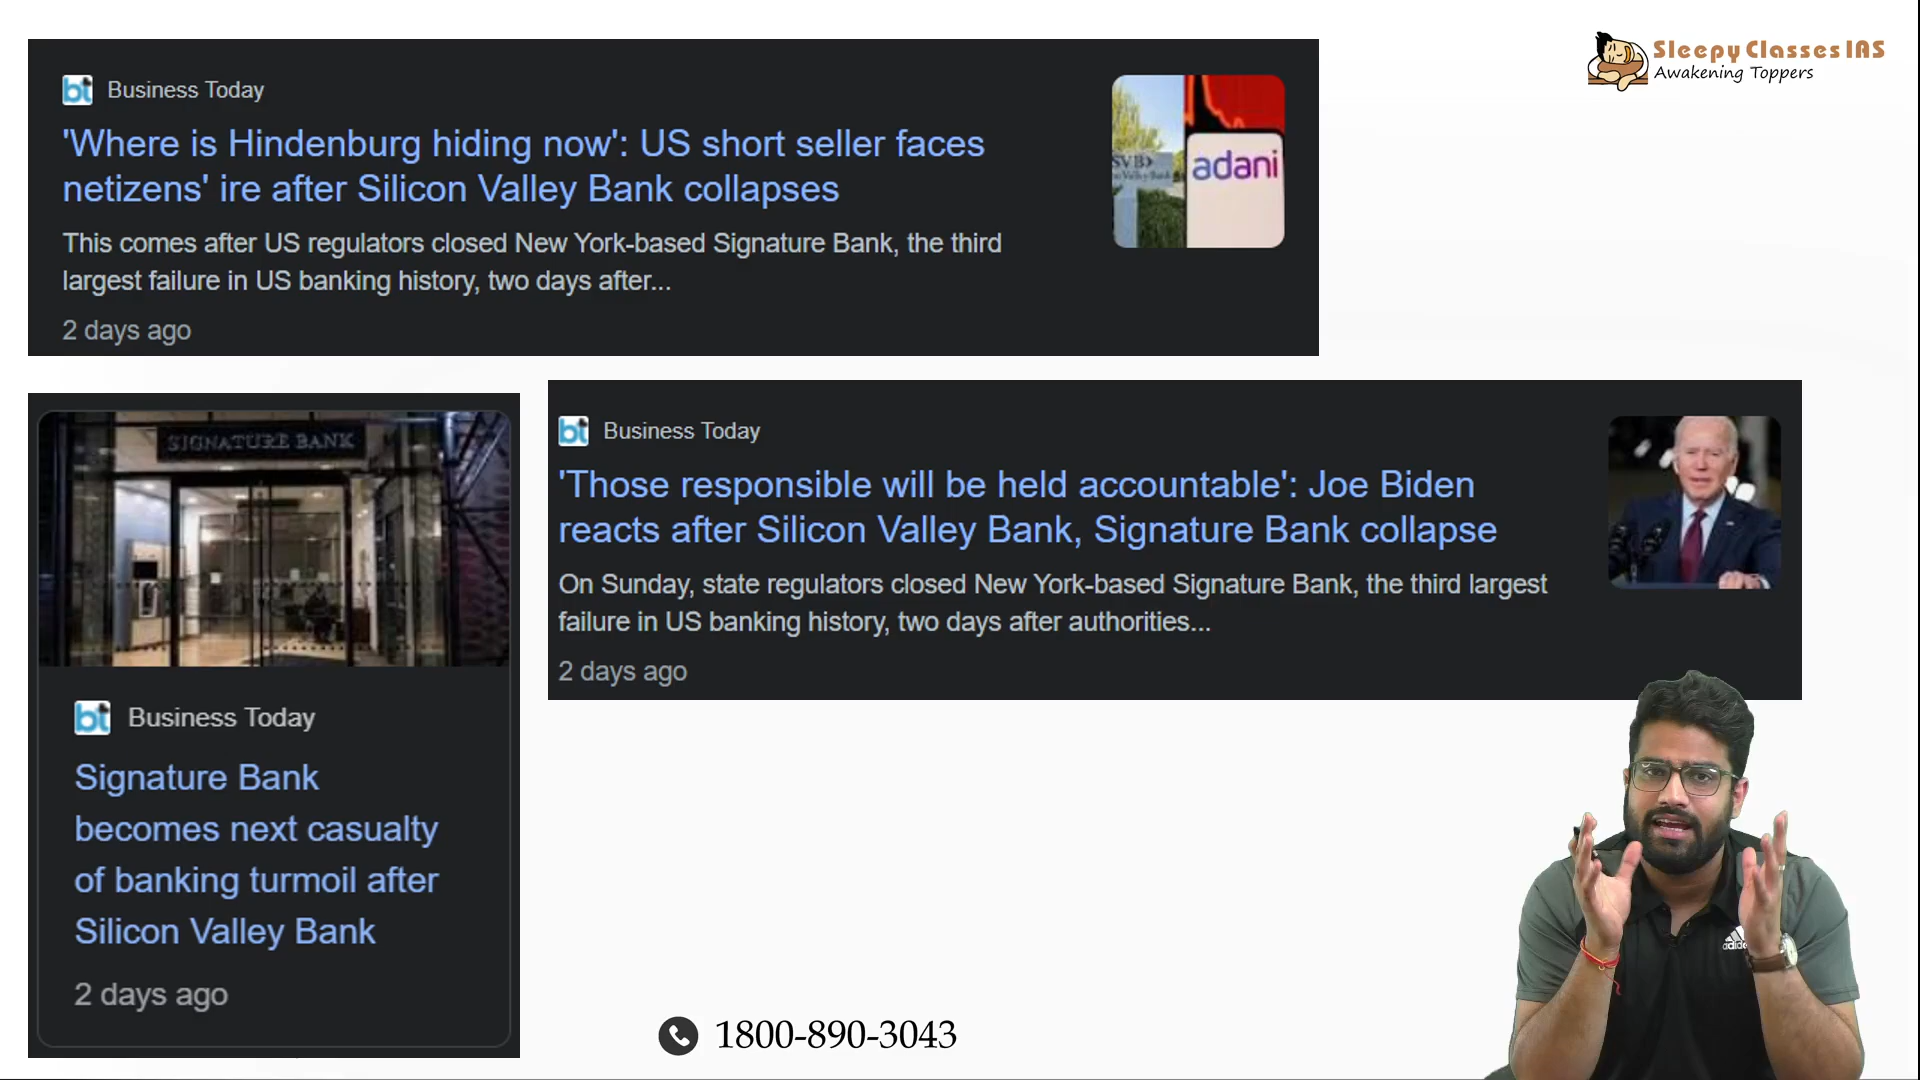 Sleepy Classes IAS
Awakening Toppers
Business Today
'Where is Hindenburg hiding now': US short seller faces
netizens' ire after Silicon Valley Bank collapses
This comes after US regulators closed New York-based Signature Bank, the third
largest failure in US banking history, two days after...
2 days ago
SVB
adani
SIGNATURE BANK
Business Today
Signature Bank
becomes next casualty
of banking turmoil after
Silicon Valley Bank
2 days ago
Business Today
'Those responsible will be held accountable': Joe Biden
reacts after Silicon Valley Bank, Signature Bank collapse
On Sunday, state regulators closed New York-based Signature Bank, the third largest
failure in US banking history, two days after authorities...
2 days ago
1800-890-3043